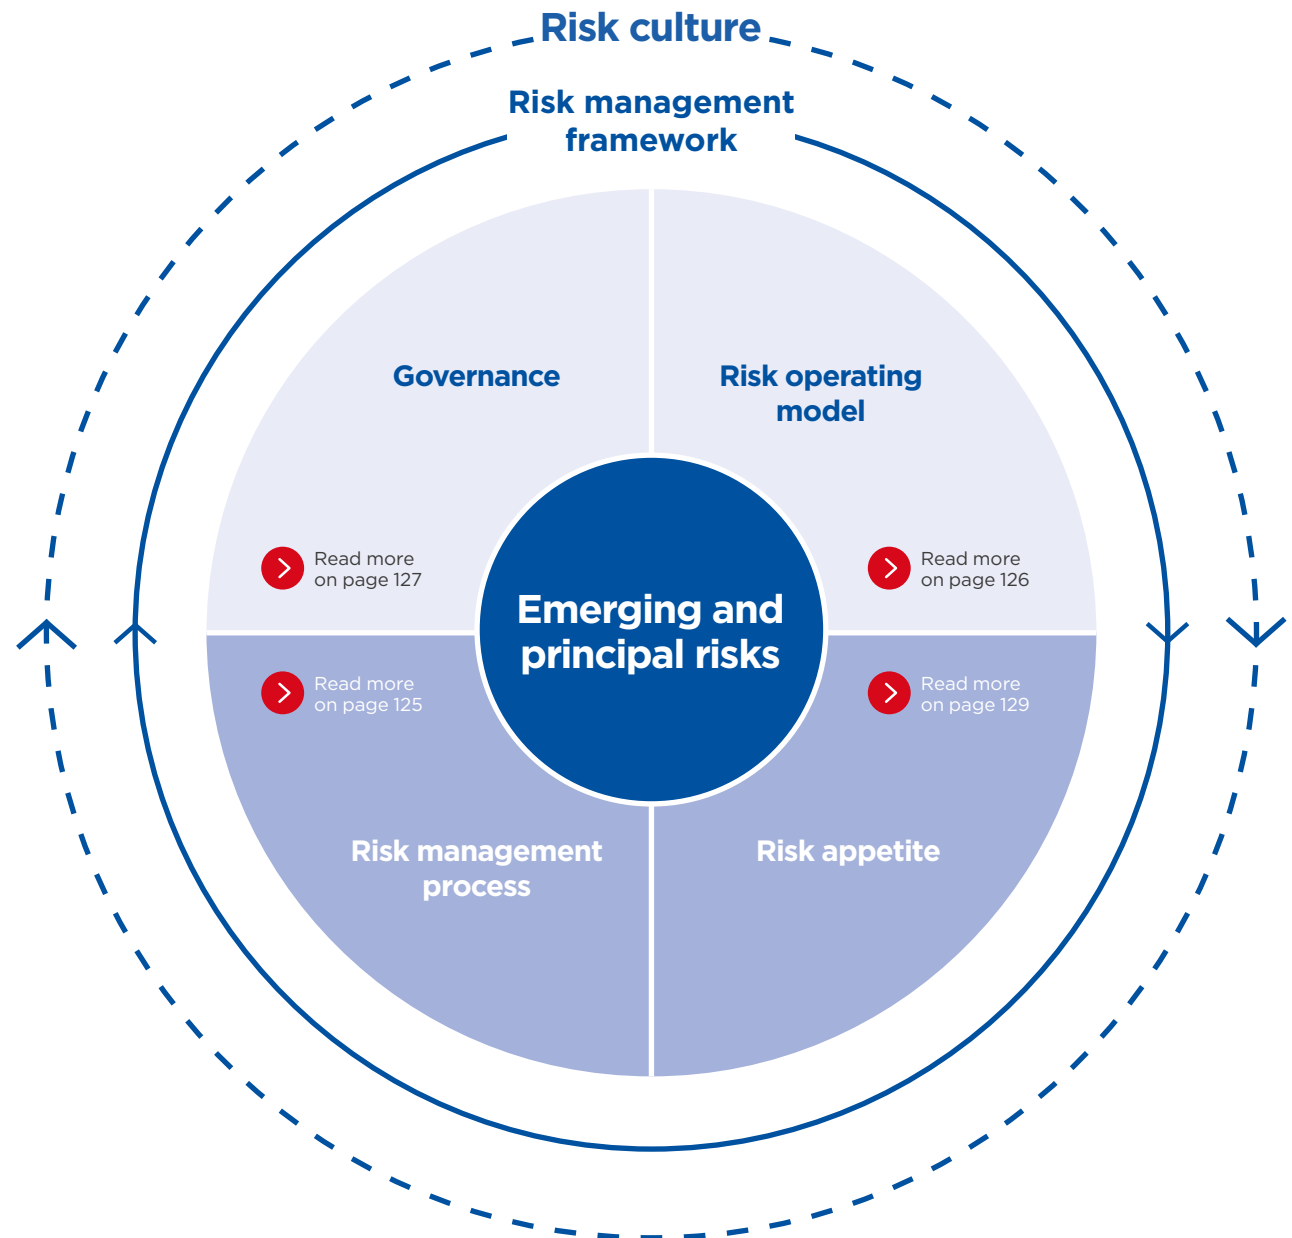 Risk culture
Risk management
framework
Governance
Risk operating
model
Read more
on page 127
Read more
on page 126
Emerging and
principal risks
Read more
on page 125
Read more
on page 129
Risk management
process
Risk appetite